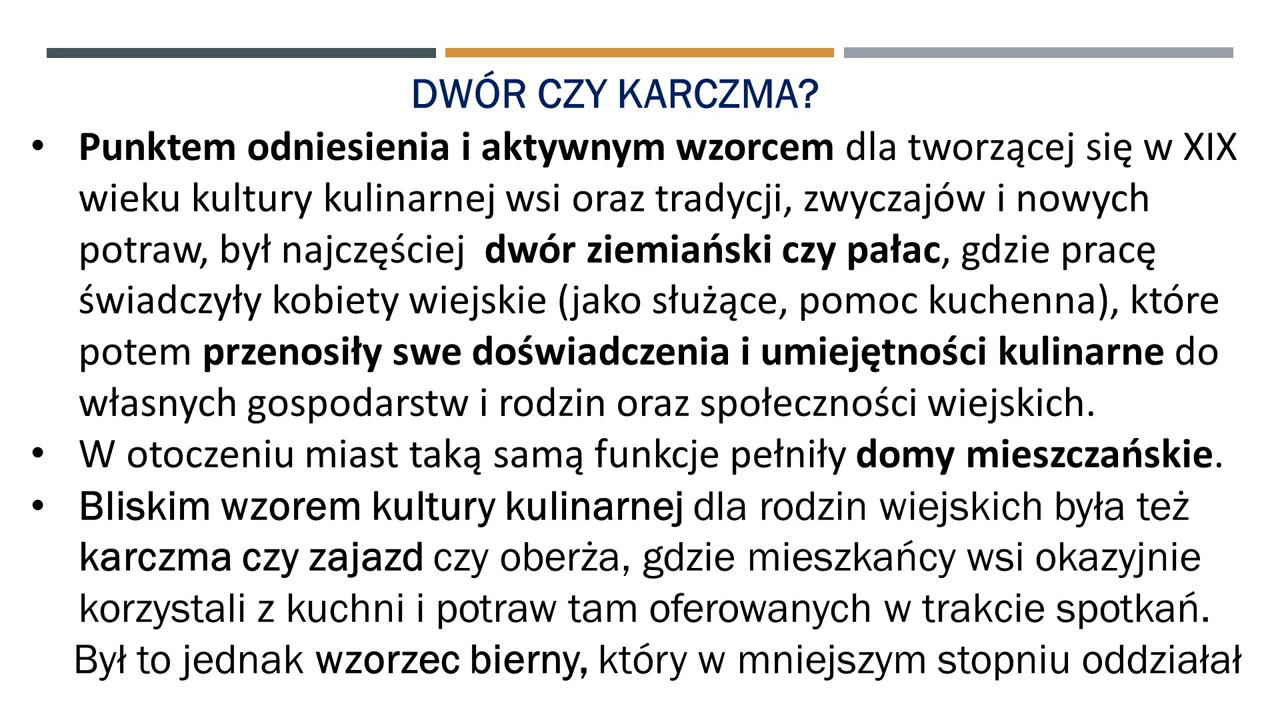 DWÓR CZY KARCZMA?
• Punktem odniesienia i aktywnym wzorcem dla tworzącej się w XIX
wieku kultury kulinarnej wsi oraz tradycji, zwyczajów i nowych
potraw, był najczęściej dwór ziemiański czy pałac, gdzie pracę
świadczyły kobiety wiejskie (jako służące, pomoc kuchenna), które
potem przenosiły swe doświadczenia i umiejętności kulinarne do
własnych gospodarstw i rodzin oraz społeczności wiejskich.
• W otoczeniu miast taką samą funkcje pełniły domy mieszczańskie.
• Bliskim wzorem kultury kulinarnej dla rodzin wiejskich była też
karczma czy zajazd czy oberża, gdzie mieszkańcy wsi okazyjnie
korzystali z kuchni i potraw tam oferowanych w trakcie spotkań.
Był to jednak wzorzec bierny, który w mniejszym stopniu oddziałał